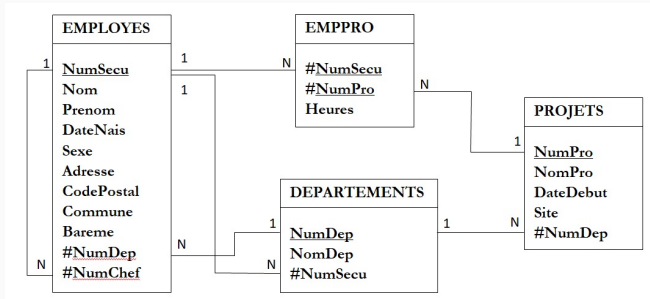 EMPLOYES
1
NumSecu
Nom
Prenom
DateNais
Sexe
Adresse
CodePostal
Commune
Bareme
#NumDep
N
#NumChef
1
1
N
N
EMPPRO
#NumSecu
#NumPro
Heures
N
DEPARTEMENTS
1
NumDep
NomDep
N
#NumSecu
1
N
PROJETS
1
NumPro
NomPro
DateDebut
Site
#NumDep